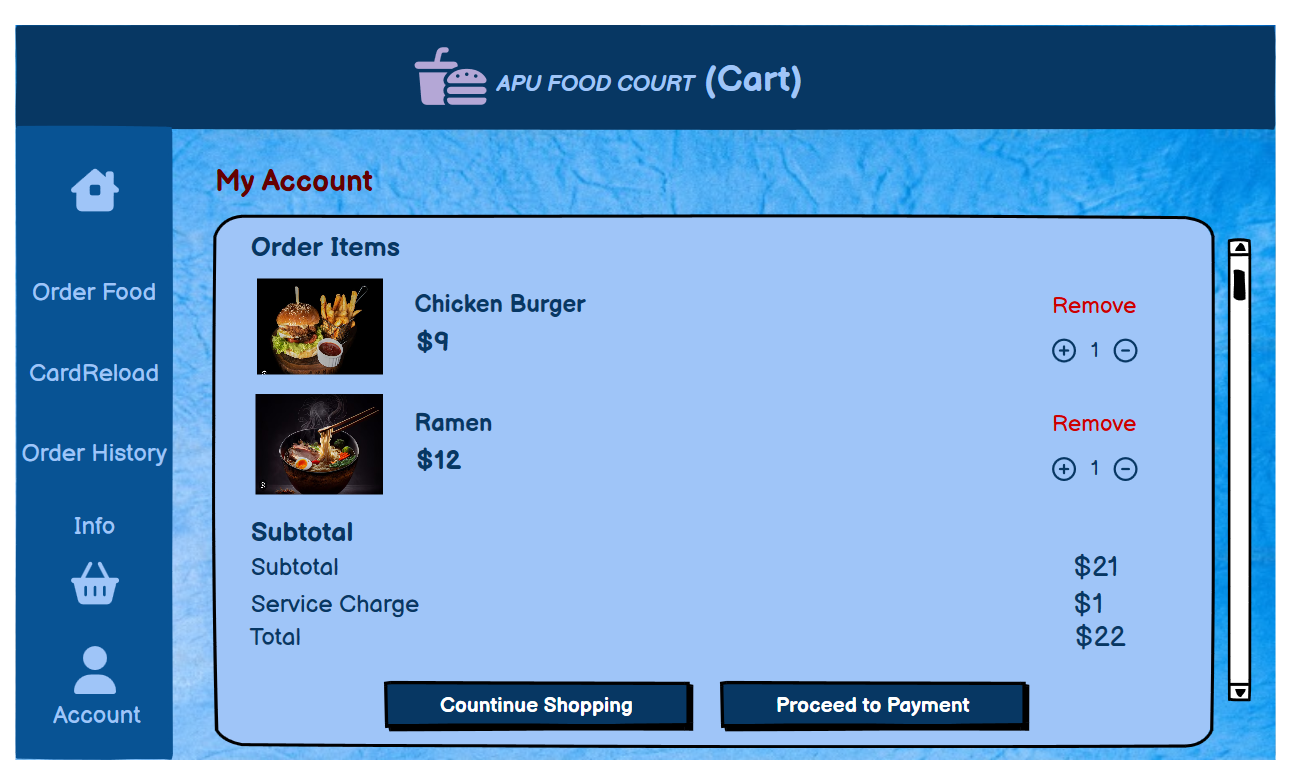 APU FOOD COURT (Cart)
My Account
Order Food
CardReload
Order History
Info
Account
Order Items
Chicken Burger
$9
Remove
1
Ramen
$12
Remove
1
Subtotal
Subtotal $21
Service Charge $1
Total $22
Countinue Shopping
Proceed to Payment